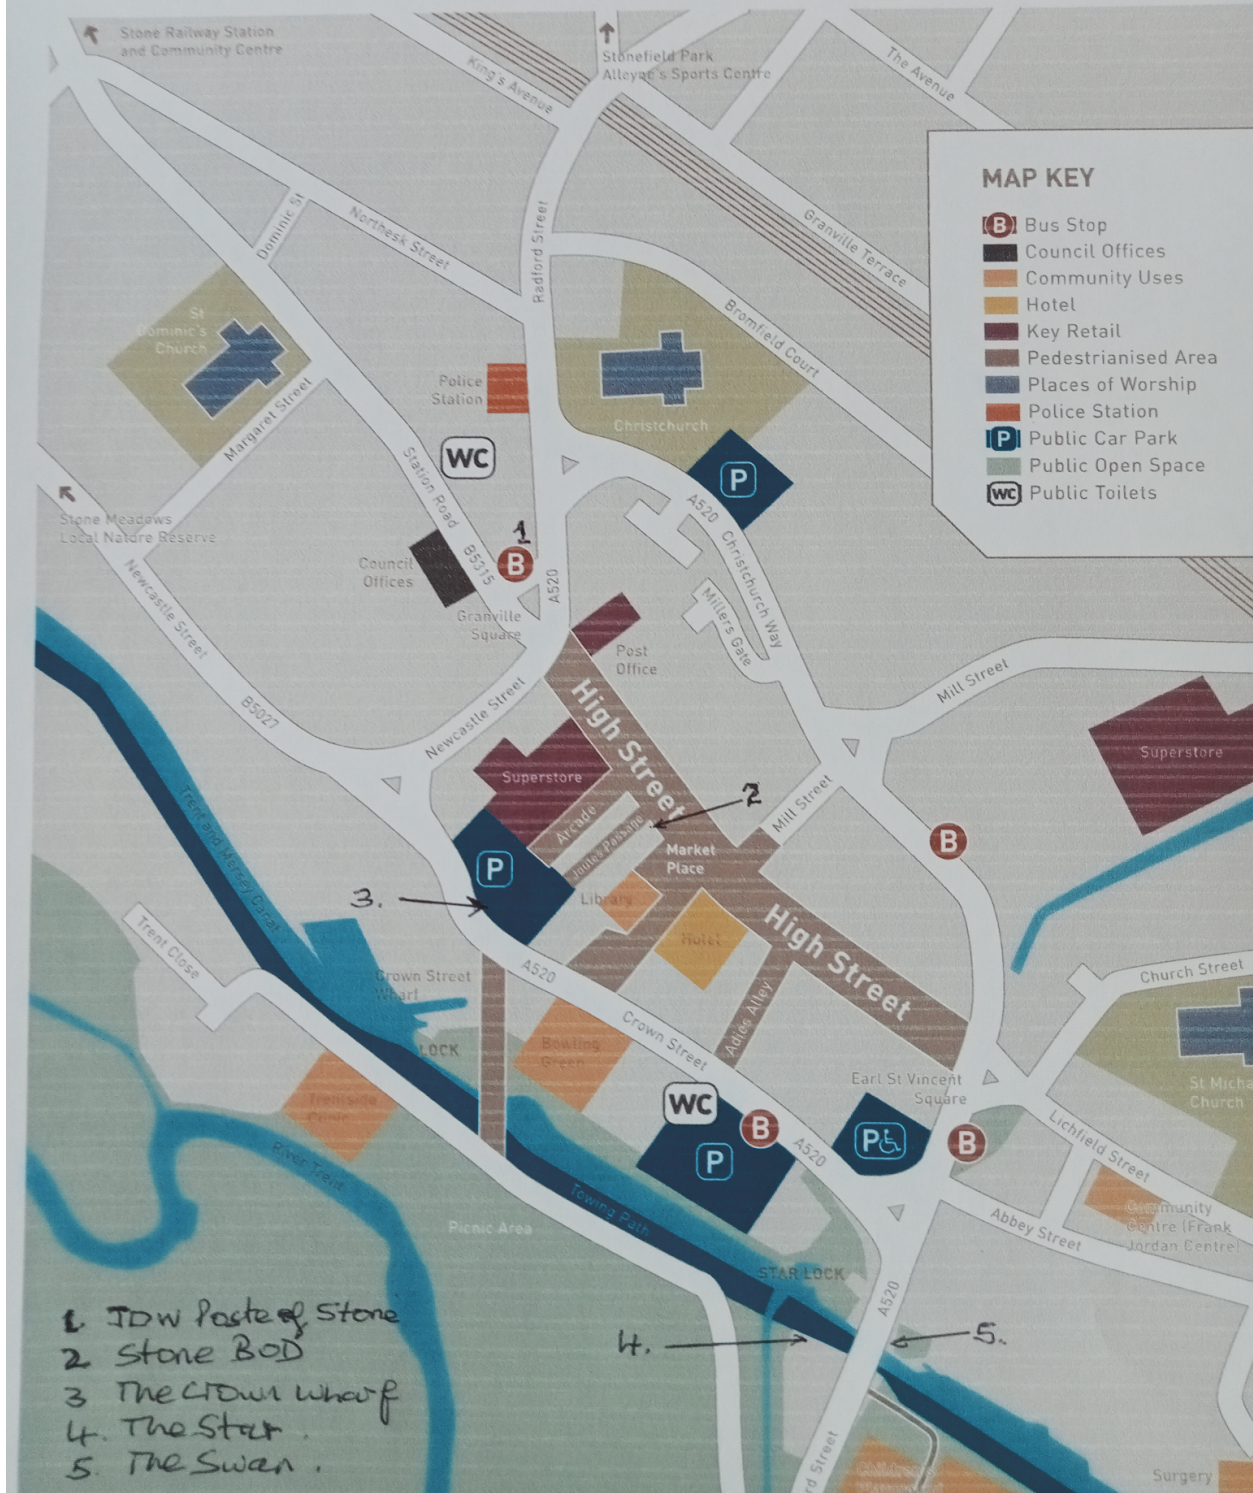 Stone Railway Station
and Community Centre
Stonefield Park
Alleyne's Sports Centre
King's Avenue
The Avenue
MAP KEY
Bus Stop
Council Offices
Community Uses
Hotel
Key Retail
Pedestrianised Area
Places of Worship
Police Station
Public Car Park
Public Open Space
Public Toilets
B
P
WC
Dominic St
Northesk Street
Radford Street
Granville Terrace
Bromfield Court
St
Dominic's
Church
Margaret Street
Police
Station
WC
Christchurch
P
Station Road
B5315
A520
Christchurch Way
Stone Meadows
Local Nature Reserve
1
B
Council
Offices
A520
Granville
Square
Newcastle Street
Millers Gate
Post
Office
Mill Street
B5027
Newcastle Street
High Street
Superstore
Superstore
Trent and Mersey Canal
2
Mill Street
Arcade
Joules Passage
Market
Place
B
P
3.
Library
Hotel
High Street
Trent Close
Crown Street
Wharf
A520
Church Street
Adies Alley
LOCK
Bowling
Green
Crown Street
Earl St Vincent
Square
St Micha
Church
Trentside
River Trent
WC
B
P
A520
P
B
Lichfield Street
Towing Path
Picnic Area
Community
Centre (Frank
Jordan Centre)
Abbey Street
STAR LOCK
A520
4.
5.
1 JDW Poste of Stone
2 Stone BOD
3 The Crown Wharf
4. The Star.
5. The Swan.
rd Street
Surgery